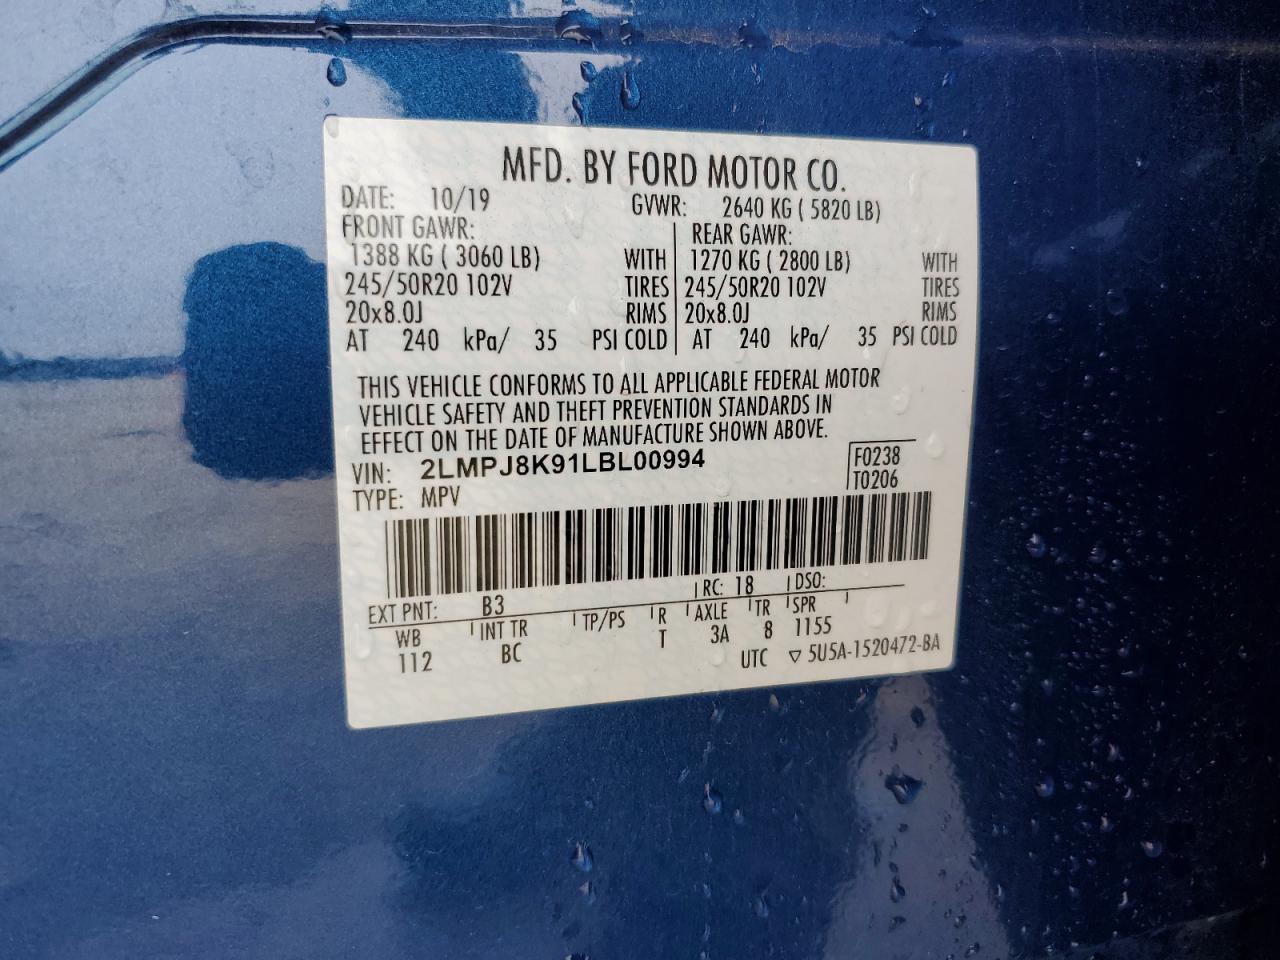 MFD. BY FORD MOTOR CO.
DATE: 10/19 GVWR: 2640 KG ( 5820 LB)
FRONT GAWR: REAR GAWR:
1388 KG ( 3060 LB) WITH 1270 KG ( 2800 LB) WITH
245/50R20 102V TIRES 245/50R20 102V TIRES
20x8.0J RIMS 20x8.0J RIMS
AT 240 kPa/ 35 PSI COLD AT 240 kPa/ 35 PSI COLD
THIS VEHICLE CONFORMS TO ALL APPLICABLE FEDERAL MOTOR
VEHICLE SAFETY AND THEFT PREVENTION STANDARDS IN
EFFECT ON THE DATE OF MANUFACTURE SHOWN ABOVE.
VIN: 2LMPJ8K91LBL00994 F0238
TYPE: MPV T0206
EXT PNT: B3 RC: 18 DSO:
WB INT TR TP/PS R AXLE TR SPR
112 BC T 3A 8 1155
UTC ▽ 5U5A-1520472-BA